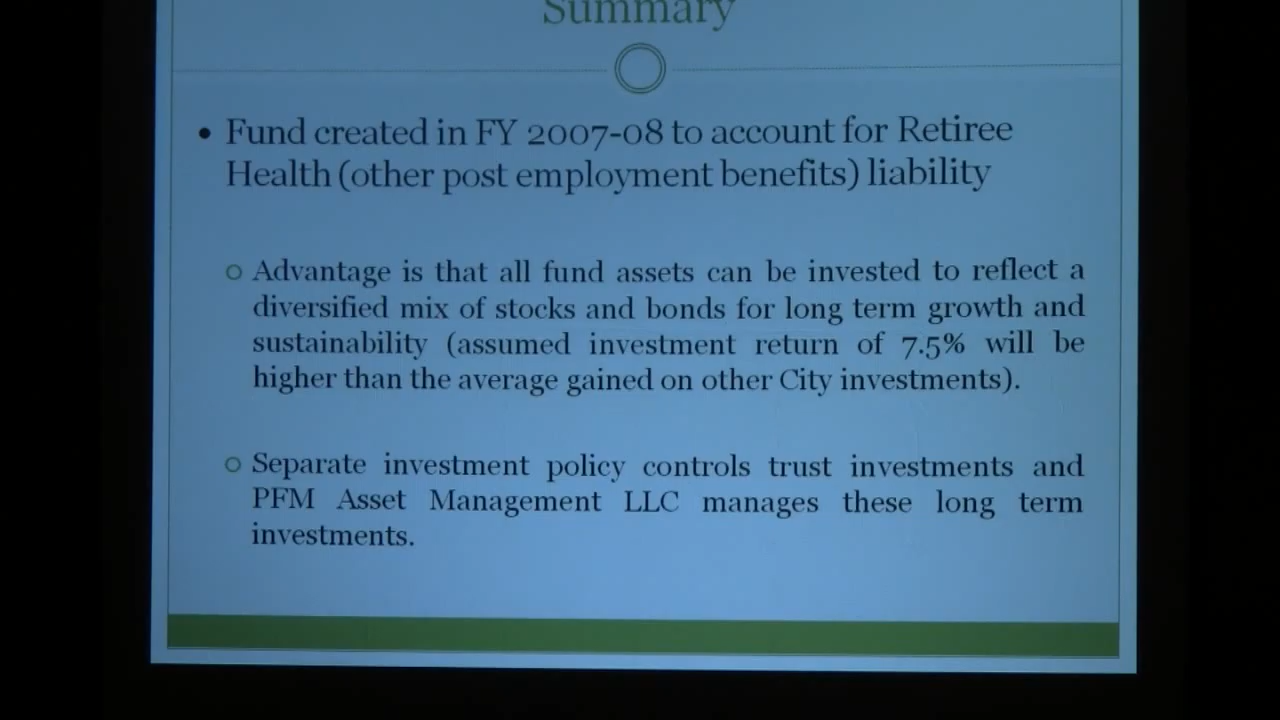 Summary
• Fund created in FY 2007-08 to account for Retiree
Health (other post employment benefits) liability
○ Advantage is that all fund assets can be invested to reflect a
diversified mix of stocks and bonds for long term growth and
sustainability (assumed investment return of 7.5% will be
higher than the average gained on other City investments).
○ Separate investment policy controls trust investments and
PFM Asset Management LLC manages these long term
investments.